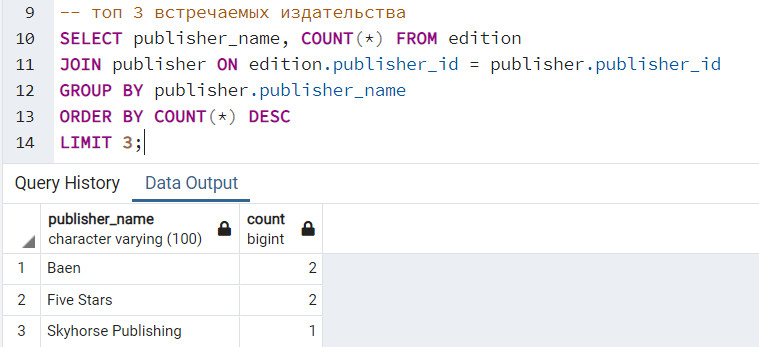 9 -- топ 3 встречаемых издательства
10 SELECT publisher_name, COUNT(*) FROM edition
11 JOIN publisher ON edition.publisher_id = publisher.publisher_id
12 GROUP BY publisher.publisher_name
13 ORDER BY COUNT(*) DESC
14 LIMIT 3;
Query History Data Output
publisher_name count
character varying (100) bigint
1 Baen 2
2 Five Stars 2
3 Skyhorse Publishing 1